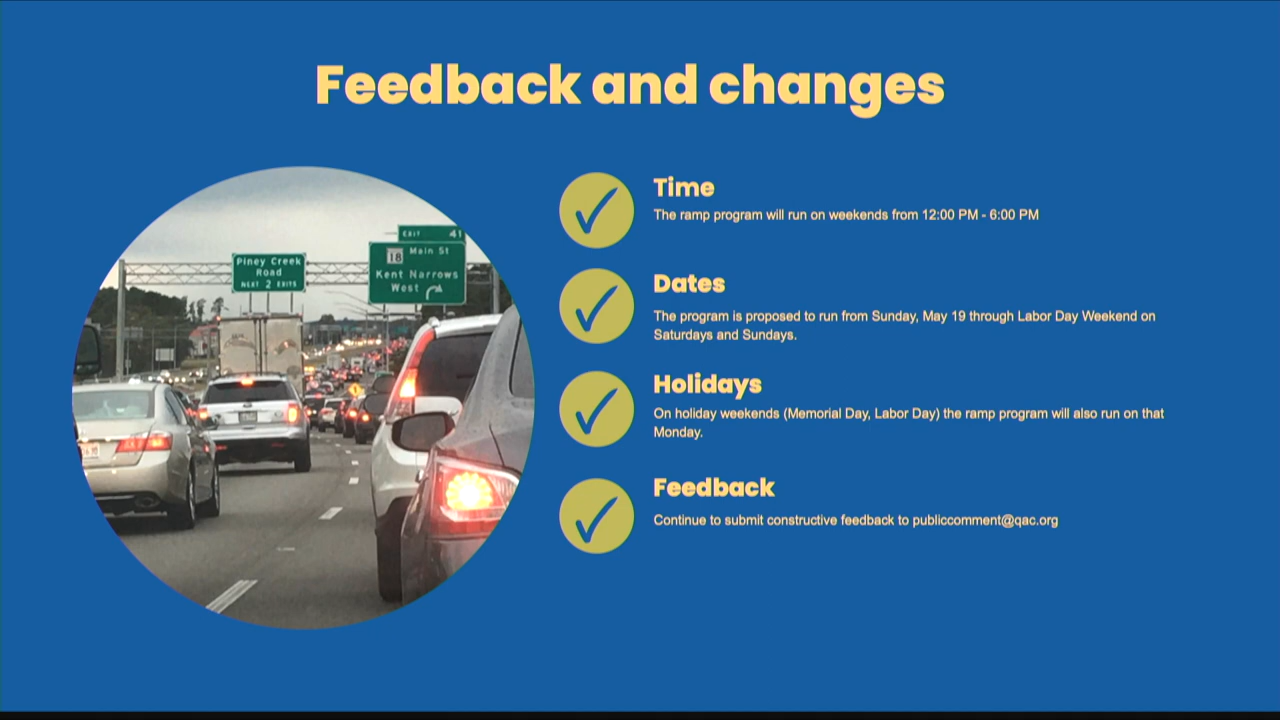 Feedback and changes
EXIT 41
18 Main St
Kent Narrows
West
Piney Creek
Road
NEXT 2 EXITS
Time
The ramp program will run on weekends from 12:00 PM - 6:00 PM
Dates
The program is proposed to run from Sunday, May 19 through Labor Day Weekend on
Saturdays and Sundays.
Holidays
On holiday weekends (Memorial Day, Labor Day) the ramp program will also run on that
Monday.
Feedback
Continue to submit constructive feedback to publiccomment@qac.org